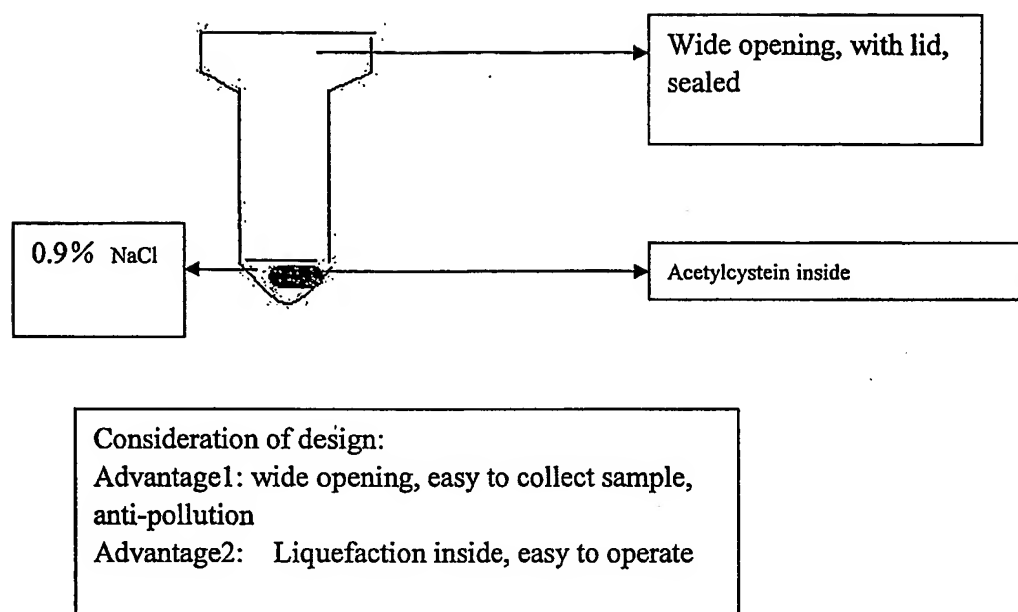 Wide opening, with lid,
sealed
0.9% NaCl
Acetylcystein inside
Consideration of design:
Advantage1: wide opening, easy to collect sample,
anti-pollution
Advantage2: Liquefaction inside, easy to operate